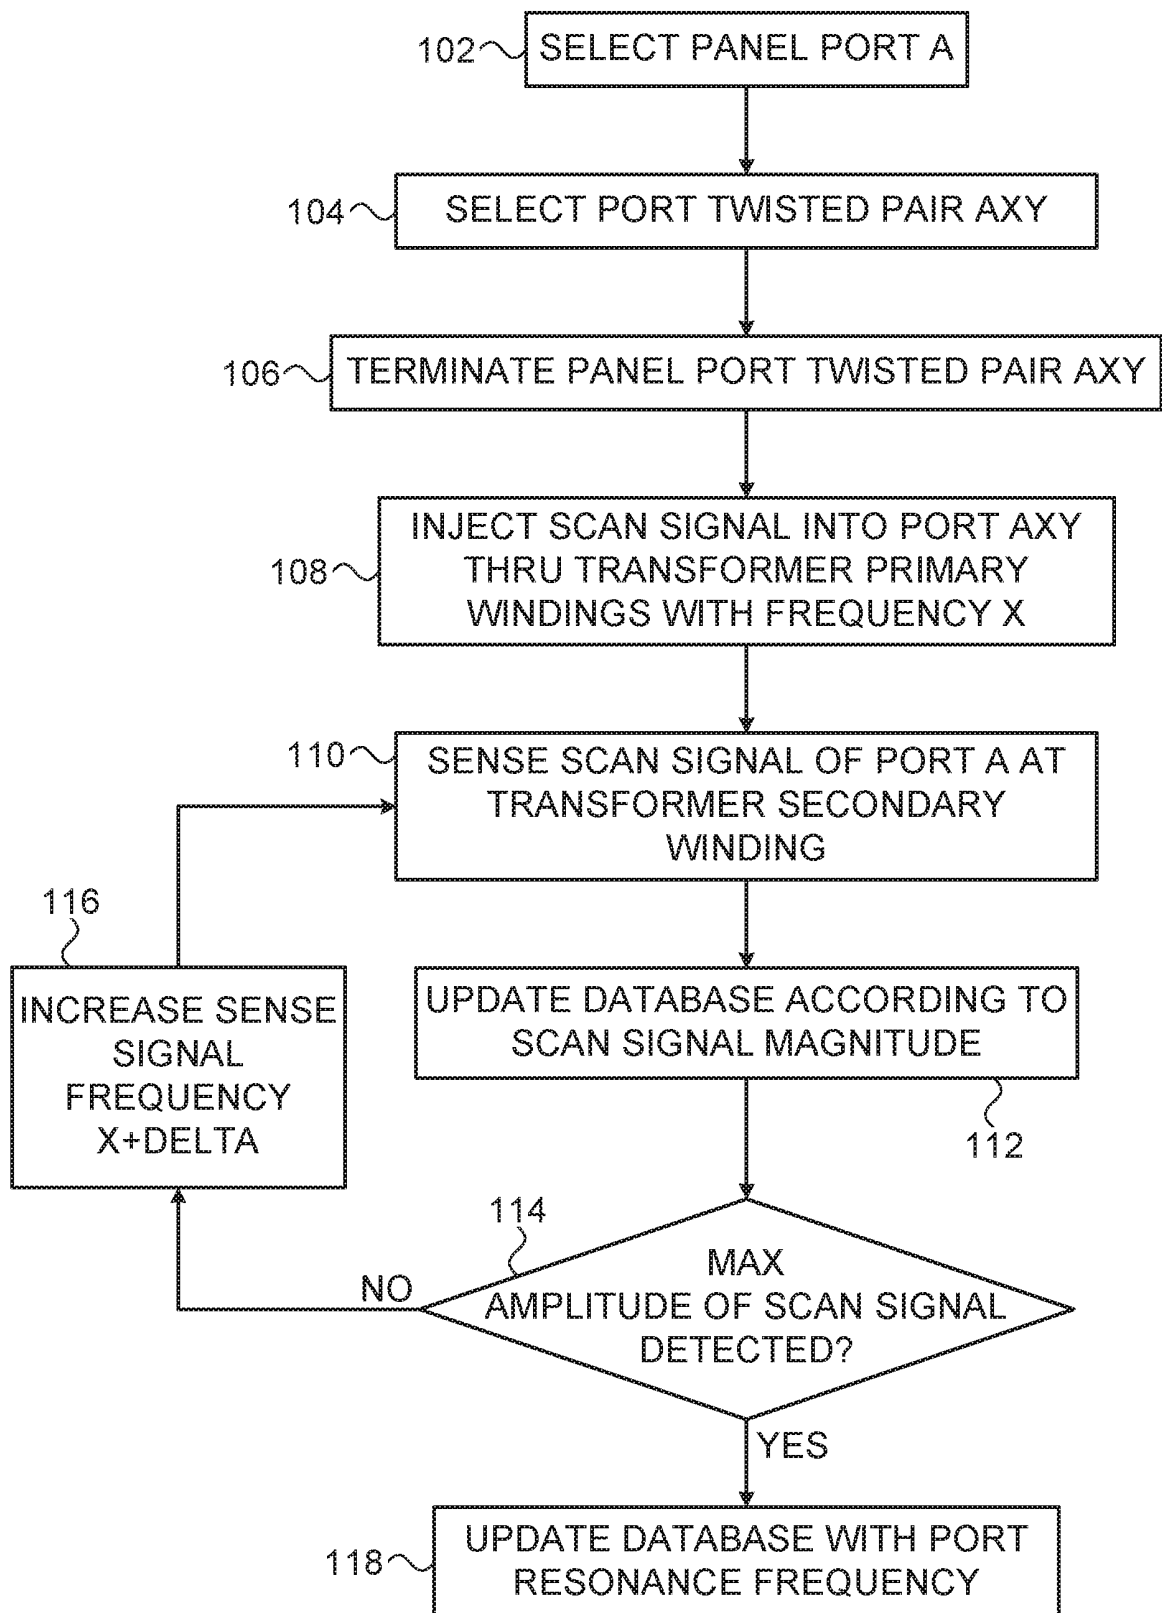 102
SELECT PANEL PORT A
104
SELECT PORT TWISTED PAIR AXY
106
TERMINATE PANEL PORT TWISTED PAIR AXY
108
INJECT SCAN SIGNAL INTO PORT AXY
THRU TRANSFORMER PRIMARY
WINDINGS WITH FREQUENCY X
110
SENSE SCAN SIGNAL OF PORT A AT
TRANSFORMER SECONDARY
WINDING
116
INCREASE SENSE
SIGNAL
FREQUENCY
X+DELTA
UPDATE DATABASE ACCORDING TO
SCAN SIGNAL MAGNITUDE
112
114
MAX
AMPLITUDE OF SCAN SIGNAL
DETECTED?
NO
YES
118
UPDATE DATABASE WITH PORT
RESONANCE FREQUENCY